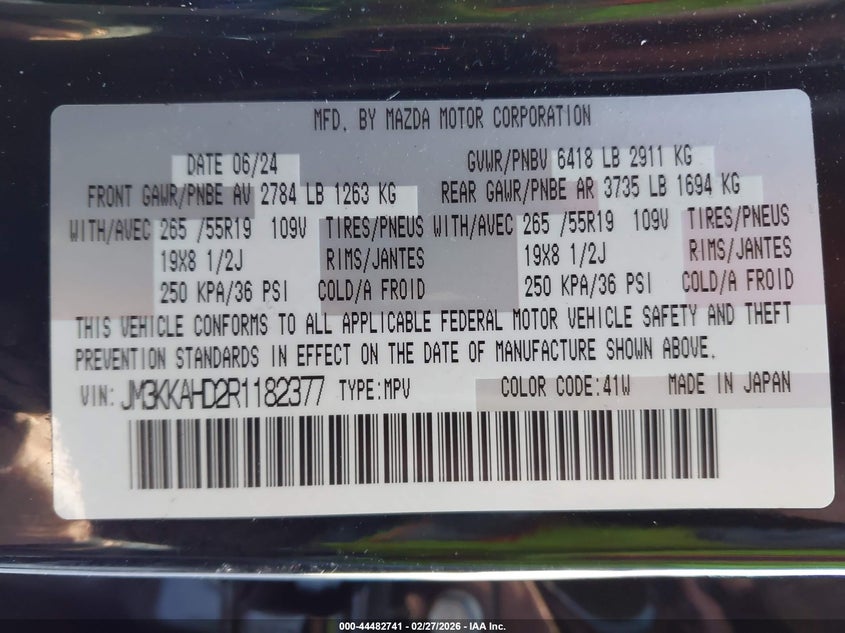 MFD. BY MAZDA MOTOR CORPORATION
DATE 06/24 GVWR/PNBV 6418 LB 2911 KG
FRONT GAWR/PNBE AV 2784 LB 1263 KG REAR GAWR/PNBE AR 3735 LB 1694 KG
WITH/AVEC 265 /55R19 109V TIRES/PNEUS WITH/AVEC 265 /55R19 109V TIRES/PNEUS
19X8 1/2J RIMS/JANTES 19X8 1/2J RIMS/JANTES
250 KPA/36 PSI COLD/A FROID 250 KPA/36 PSI COLD/A FROID
THIS VEHICLE CONFORMS TO ALL APPLICABLE FEDERAL MOTOR VEHICLE SAFETY AND THEFT
PREVENTION STANDARDS IN EFFECT ON THE DATE OF MANUFACTURE SHOWN ABOVE.
VIN: JM3KKAHD2R1182377 TYPE:MPV COLOR CODE:41W MADE IN JAPAN
000-44482741 - 02/27/2026 - IAA Inc.